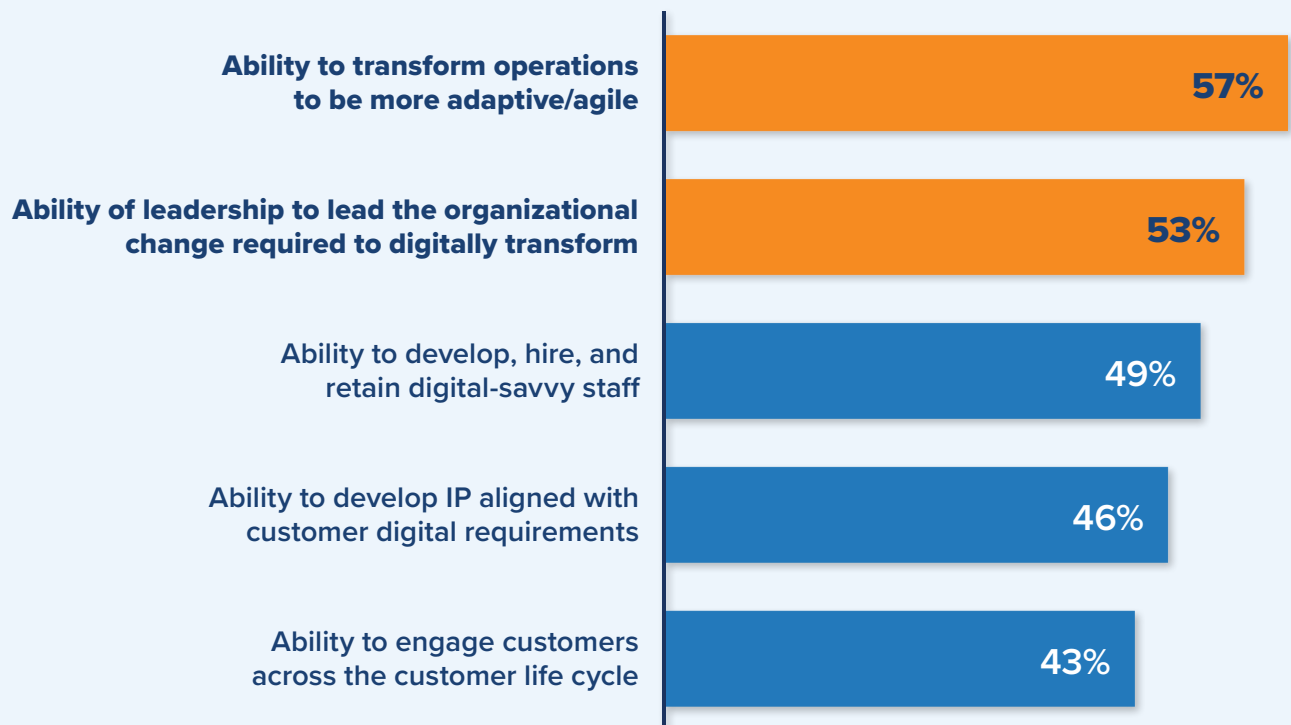 Ability to transform operations
to be more adaptive/agile
57%
Ability of leadership to lead the organizational
change required to digitally transform
53%
Ability to develop, hire, and
retain digital-savvy staff
49%
Ability to develop IP aligned with
customer digital requirements
46%
Ability to engage customers
across the customer life cycle
43%